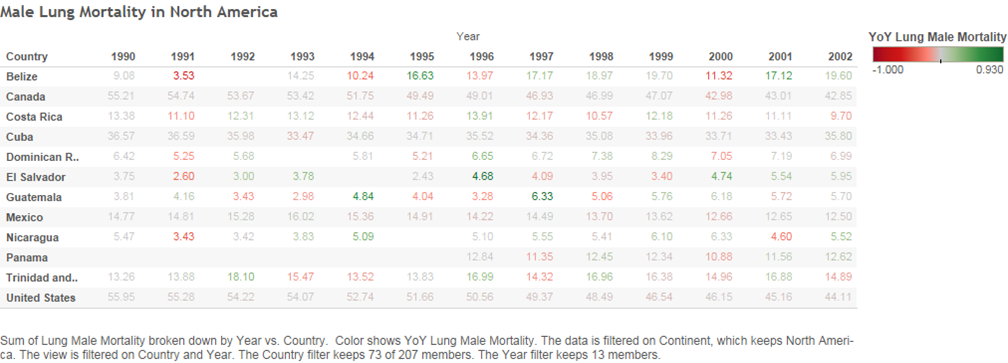 Male Lung Mortality in North America
Year
Country 1990 1991 1992 1993 1994 1995 1996 1997 1998 1999 2000 2001 2002
Belize 9.08 3.53 14.25 10.24 16.63 13.97 17.17 18.97 19.70 11.32 17.12 19.60
Canada 55.21 54.74 53.67 53.42 51.75 49.49 49.01 46.93 46.99 47.07 42.98 43.01 42.85
Costa Rica 13.38 11.10 12.31 13.12 12.44 11.26 13.91 12.17 10.57 12.18 11.26 11.11 9.70
Cuba 36.57 36.59 35.98 33.47 34.66 34.71 35.52 34.36 35.08 33.96 33.71 33.43 35.80
Dominican R.. 6.42 5.25 5.68 5.81 5.21 6.65 6.72 7.38 8.29 7.05 7.19 6.99
El Salvador 3.75 2.60 3.00 3.78 2.43 4.68 4.09 3.95 3.40 4.74 5.54 5.95
Guatemala 3.81 4.16 3.43 2.98 4.84 4.04 3.28 6.33 5.06 5.76 6.18 5.72 5.70
Mexico 14.77 14.81 15.28 16.02 15.36 14.91 14.22 14.49 13.70 13.62 12.66 12.65 12.50
Nicaragua 5.47 3.43 3.42 3.83 5.09 5.10 5.55 5.41 6.10 6.33 4.60 5.52
Panama 12.84 11.35 12.45 12.34 10.88 11.56 12.62
Trinidad and.. 13.26 13.88 18.10 15.47 13.52 13.83 16.99 14.32 16.96 16.38 14.96 16.88 14.89
United States 55.95 55.28 54.22 54.07 52.74 51.66 50.56 49.37 48.49 46.54 46.15 45.16 44.11
YoY Lung Male Mortality
-1.000 0.930
Sum of Lung Male Mortality broken down by Year vs. Country. Color shows YoY Lung Male Mortality. The data is filtered on Continent, which keeps North Ameri-
ca. The view is filtered on Country and Year. The Country filter keeps 73 of 207 members. The Year filter keeps 13 members.